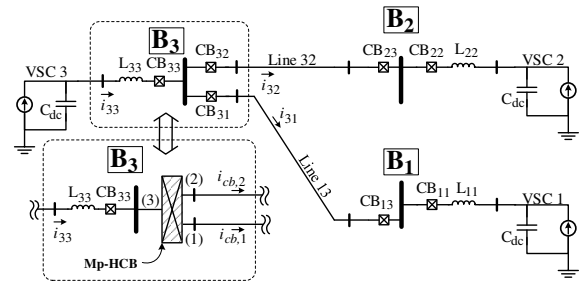 B3
B2
VSC 3
L33
CB33
CB32
Line 32
CB23
CB22
L22
VSC 2
Cdc
i33
CB31
i32
Cdc
i31
B3
B1
Line 13
L33
CB33
(3)
(2)
icb,2
CB11
L11
VSC 1
CB13
i33
(1)
icb,1
Cdc
Mp-HCB